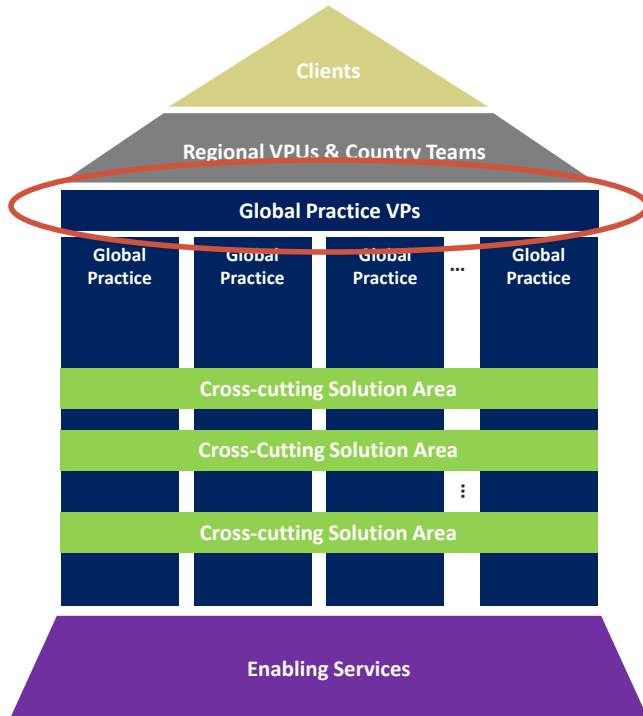 Clients
Regional VPUs & Country Teams
Global Practice VPs
Global Practice
Global Practice
Global Practice
...
Global Practice
Cross-cutting Solution Area
Cross-Cutting Solution Area
...
Cross-cutting Solution Area
Enabling Services